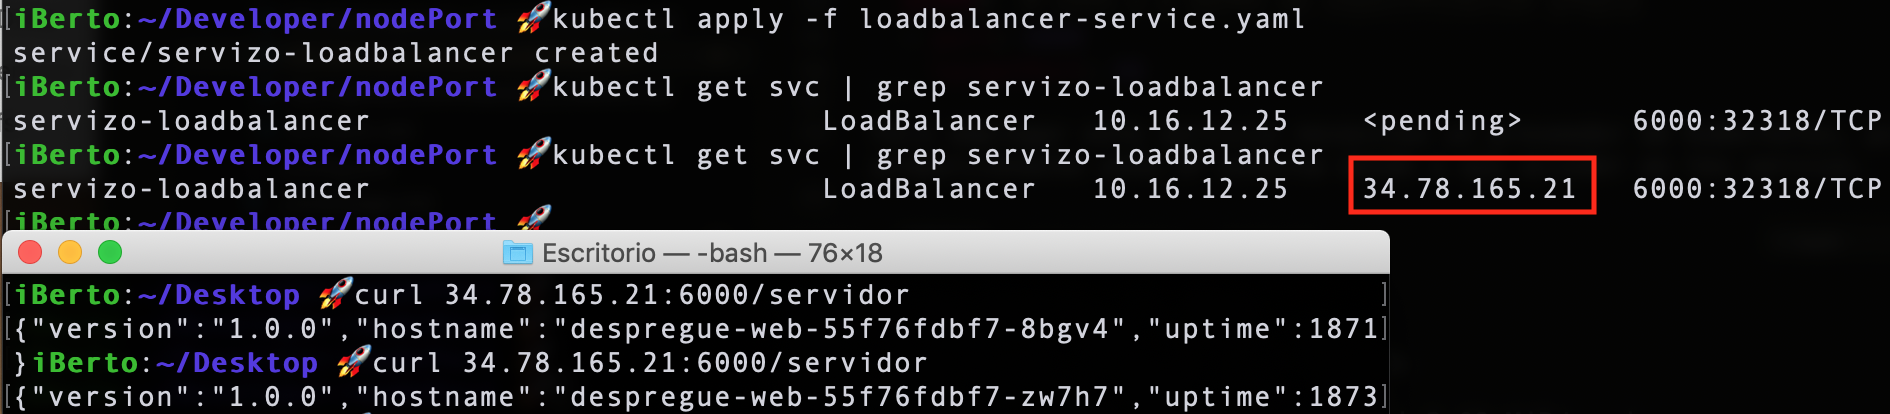 [iBerto:~/Developer/nodePort 🚀kubectl apply -f loadbalancer-service.yaml
service/servizo-loadbalancer created
[iBerto:~/Developer/nodePort 🚀kubectl get svc | grep servizo-loadbalancer
servizo-loadbalancer LoadBalancer 10.16.12.25 <pending> 6000:32318/TCP
[iBerto:~/Developer/nodePort 🚀kubectl get svc | grep servizo-loadbalancer
servizo-loadbalancer LoadBalancer 10.16.12.25 34.78.165.21 6000:32318/TCP
[iBerto:~/Developer/nodePort 🚀
Escritorio — -bash — 76×18
[iBerto:~/Desktop 🚀curl 34.78.165.21:6000/servidor ]
[{"version":"1.0.0","hostname":"despregue-web-55f76fdbf7-8bgv4","uptime":1871]
}iBerto:~/Desktop 🚀curl 34.78.165.21:6000/servidor
[{"version":"1.0.0","hostname":"despregue-web-55f76fdbf7-zw7h7","uptime":1873]